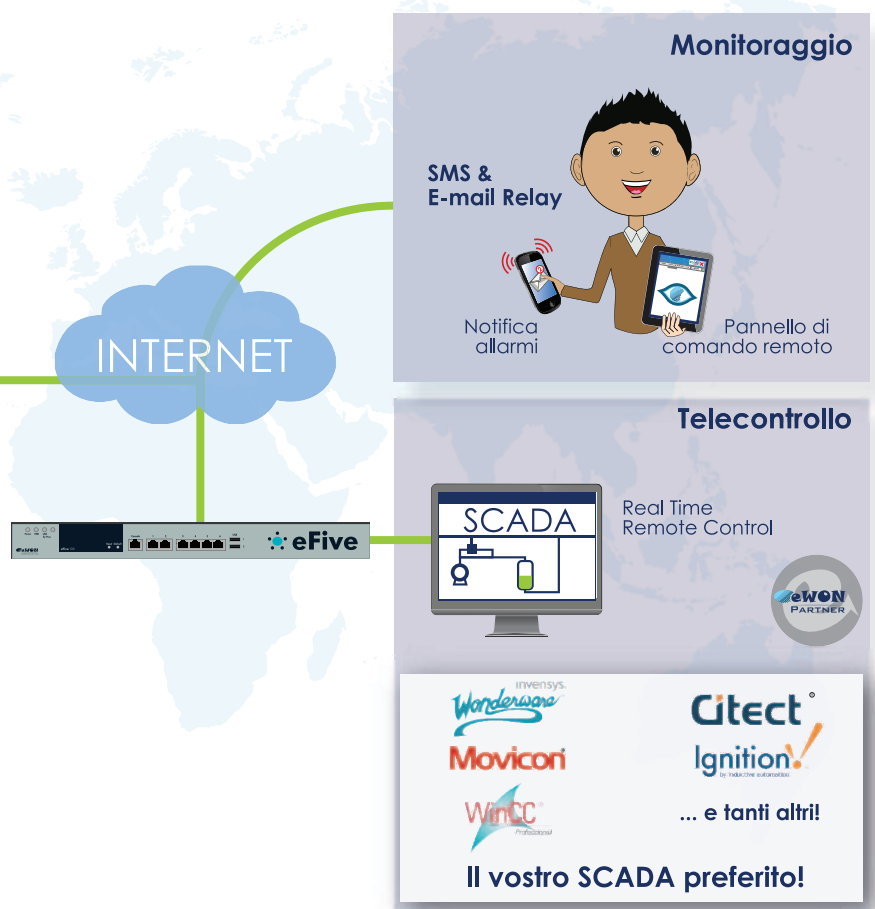 Monitoraggio
SMS &
E-mail Relay
Notifica
allarmi
Pannello di
comando remoto
INTERNET
Telecontrollo
SCADA
Real Time
Remote Control
eFive
eWON
PARTNER
invensys.
Wonderware
Citect
Movicon
Ignition!
by inductive automation
WinCC
Professional
... e tanti altri!
Il vostro SCADA preferito!